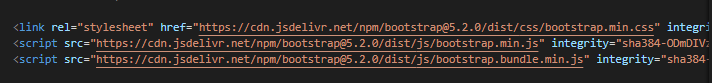 <link rel="stylesheet" href="https://cdn.jsdelivr.net/npm/bootstrap@5.2.0/dist/css/bootstrap.min.css" integri
<script src="https://cdn.jsdelivr.net/npm/bootstrap@5.2.0/dist/js/bootstrap.min.js" integrity="sha384-ODmDIV
<script src="https://cdn.jsdelivr.net/npm/bootstrap@5.2.0/dist/js/bootstrap.bundle.min.js" integrity="sha384-